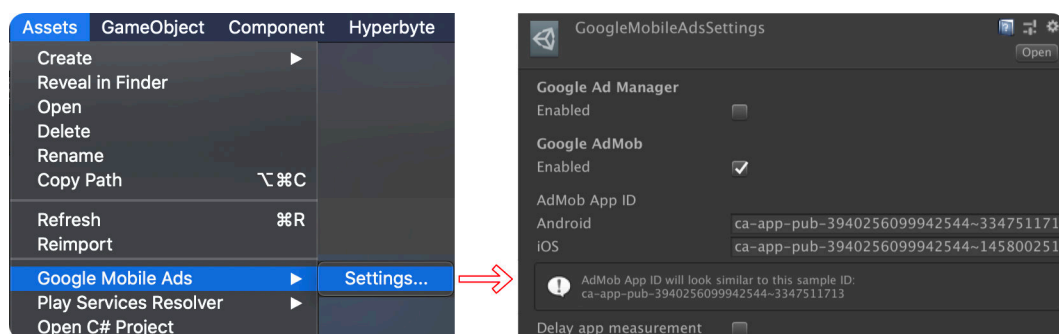 Assets GameObject Component Hyperbyte
Create
Reveal in Finder
Open
Delete
Rename
Copy Path ⌥⌘C
Refresh ⌘R
Reimport
Google Mobile Ads Settings...
Play Services Resolver
Open C# Project
GoogleMobileAdsSettings
Open
Google Ad Manager
Enabled
Google AdMob
Enabled
AdMob App ID
Android ca-app-pub-3940256099942544~334751171
iOS ca-app-pub-3940256099942544~145800251
AdMob App ID will look similar to this sample ID:
ca-app-pub-3940256099942544~3347511713
Delay app measurement